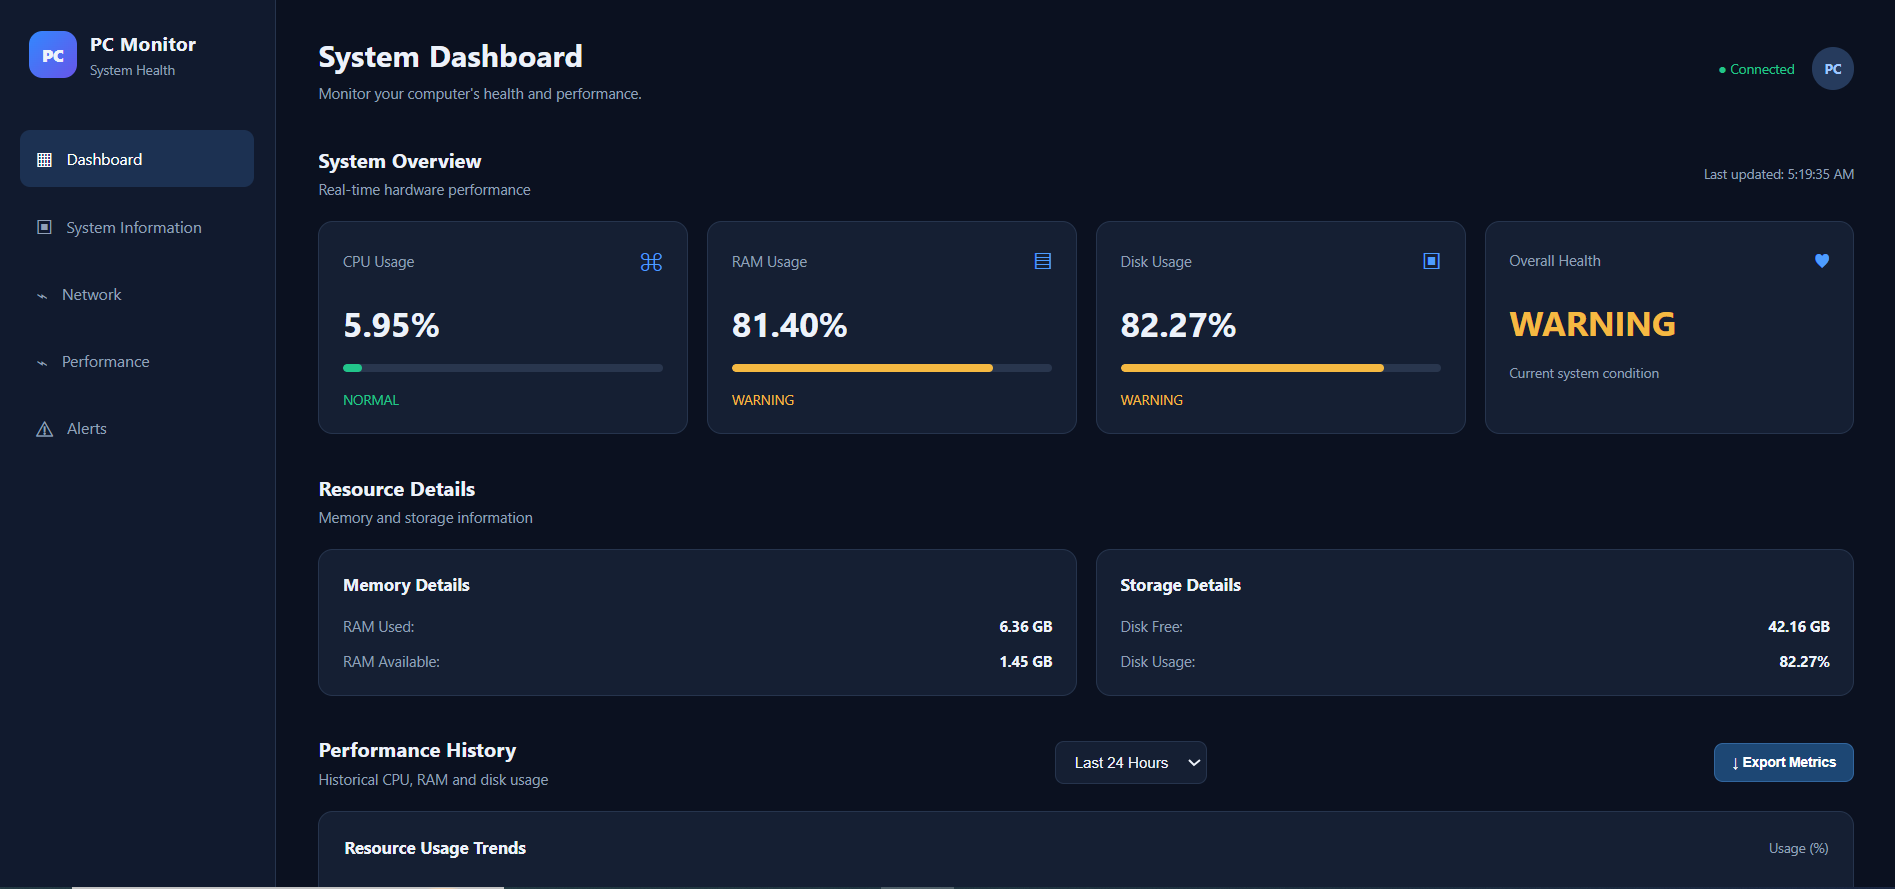 PC
PC Monitor
System Health
Dashboard
System Information
Network
Performance
Alerts
System Dashboard
Monitor your computer's health and performance.
● Connected
PC
System Overview
Real-time hardware performance
Last updated: 5:19:35 AM
CPU Usage
⌘
5.95%
NORMAL
RAM Usage
81.40%
WARNING
Disk Usage
82.27%
WARNING
Overall Health
WARNING
Current system condition
Resource Details
Memory and storage information
Memory Details
RAM Used: 6.36 GB
RAM Available: 1.45 GB
Storage Details
Disk Free: 42.16 GB
Disk Usage: 82.27%
Performance History
Historical CPU, RAM and disk usage
Last 24 Hours
↓ Export Metrics
Resource Usage Trends
Usage (%)